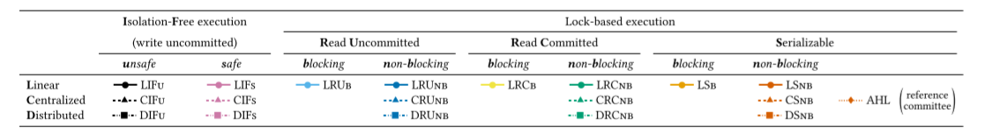 Isolation-Free execution Lock-based execution
(write uncommitted) Read Uncommitted Read Committed Serializable
unsafe safe blocking non-blocking blocking non-blocking blocking non-blocking
Linear LIFU LIFS LRUB LRUNB LRCB LRCNB LSB LSNB
Centralized CIFU CIFS CRUNB CRCNB CSNB AHL (reference committee)
Distributed DIFU DIFS DRUNB DRCNB DSNB